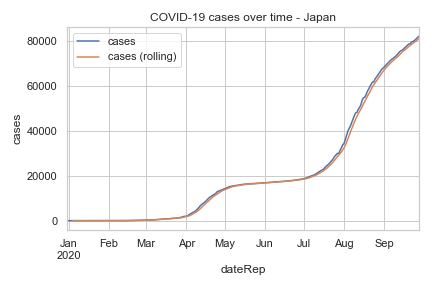 COVID-19 cases over time - Japan
cases
cases (rolling)
80000
60000
40000
20000
0
cases
Jan Feb Mar Apr May Jun Jul Aug Sep
2020
dateRep